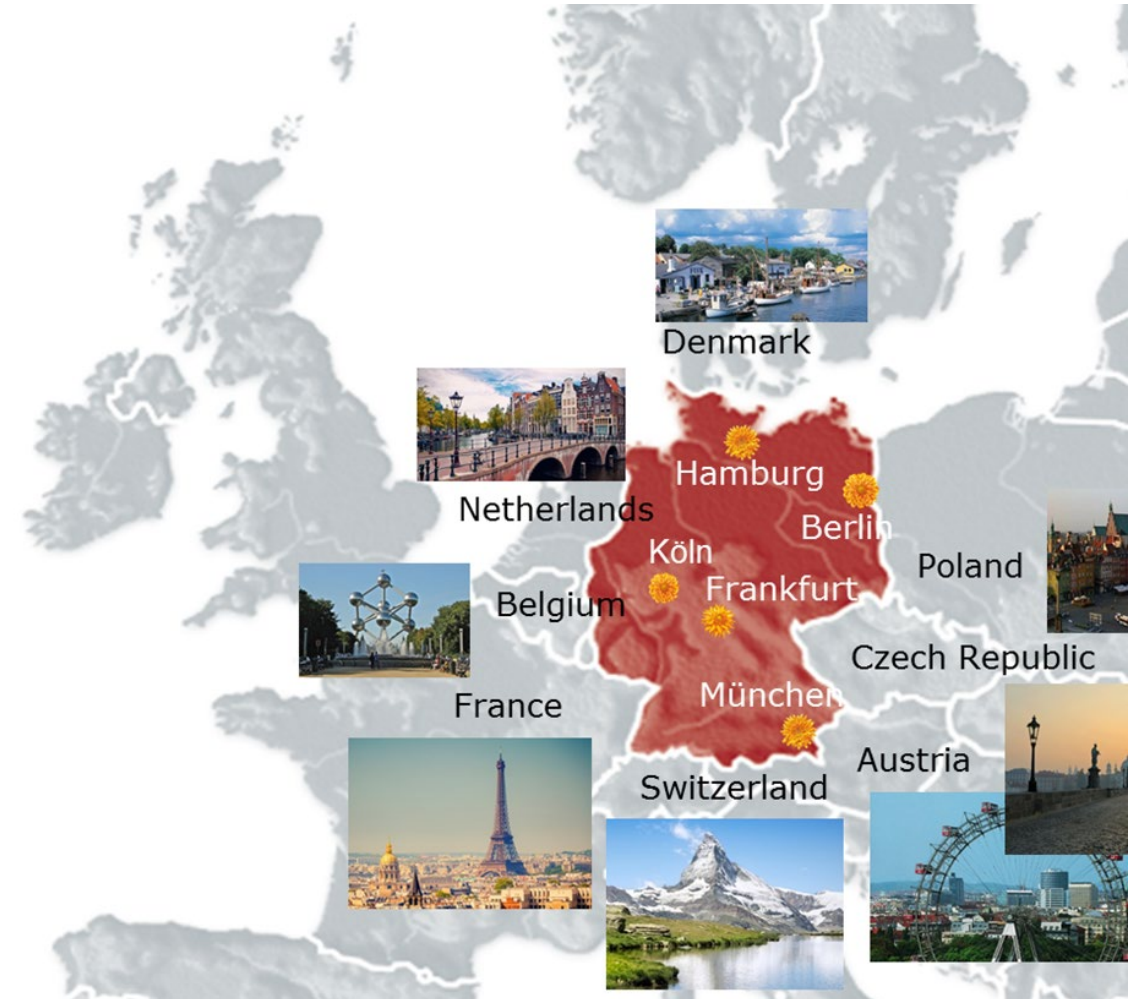 Denmark
Hamburg
Netherlands
Berlin
Köln
Poland
Frankfurt
Belgium
Czech Republic
München
France
Austria
Switzerland